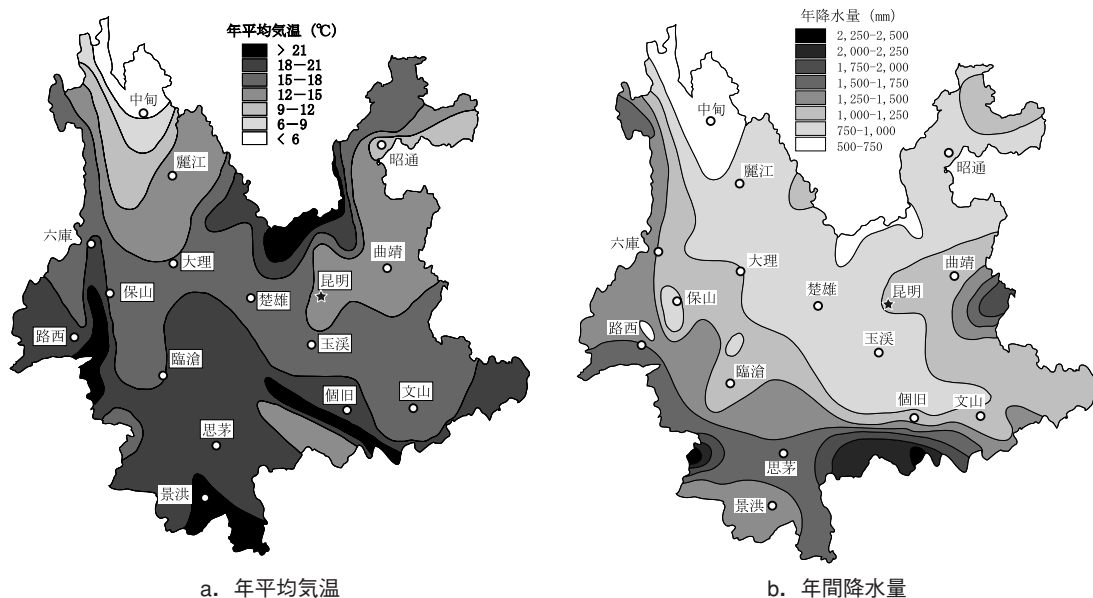 年平均気温 (℃)
> 21
18－21
15－18
12－15
9－12
6－9
< 6
中甸
麗江
昭通
六庫
大理
曲靖
昆明
保山
楚雄
路西
玉溪
臨滄
個旧
文山
思茅
景洪
a. 年平均気温
年降水量 (mm)
2,250－2,500
2,000－2,250
1,750－2,000
1,500－1,750
1,250－1,500
1,000－1,250
750－1,000
500－750
中甸
昭通
麗江
六庫
大理
曲靖
昆明
保山
楚雄
路西
玉溪
臨滄
個旧
文山
思茅
景洪
b. 年間降水量